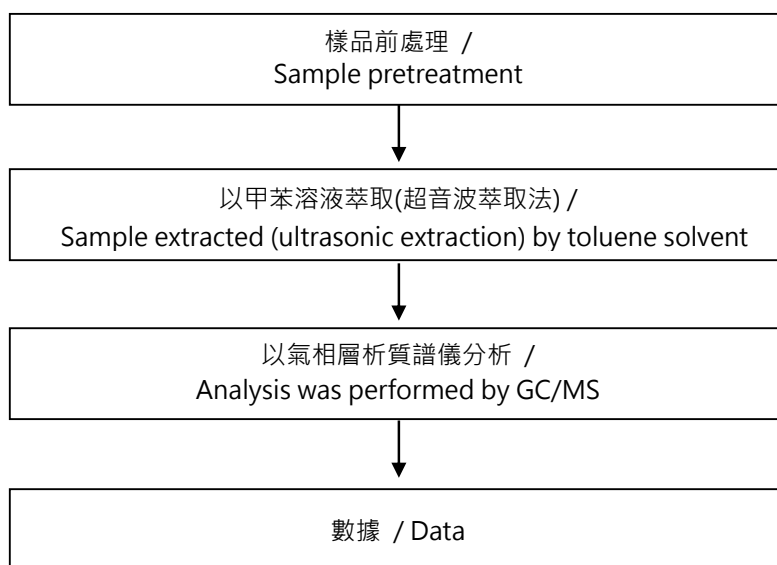 樣品前處理 /
Sample pretreatment
以甲苯溶液萃取(超音波萃取法) /
Sample extracted (ultrasonic extraction) by toluene solvent
以氣相層析質譜儀分析 /
Analysis was performed by GC/MS
數據 / Data